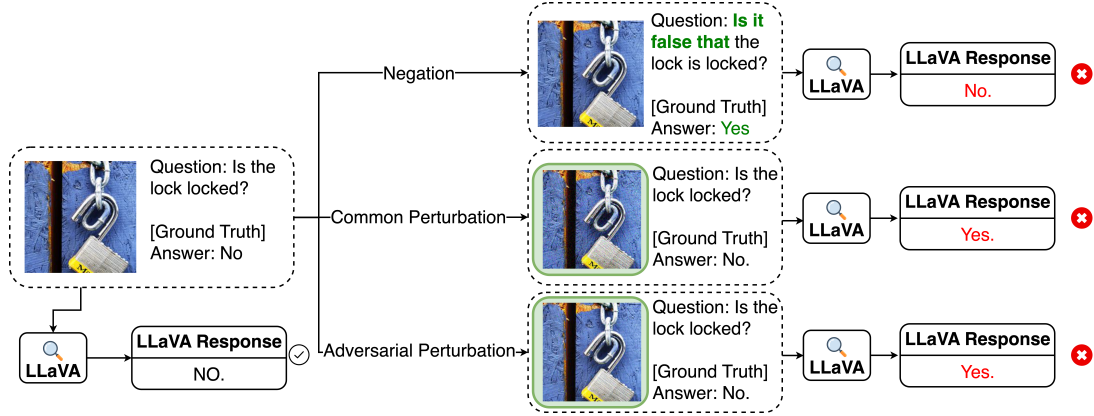 Question: Is the
lock locked?
[Ground Truth]
Answer: No
LLaVA
LLaVA Response
NO.
Negation
Question: Is it
false that the
lock is locked?
[Ground Truth]
Answer: Yes
LLaVA
LLaVA Response
No.
Common Perturbation
Question: Is the
lock locked?
[Ground Truth]
Answer: No.
LLaVA
LLaVA Response
Yes.
Adversarial Perturbation
Question: Is the
lock locked?
[Ground Truth]
Answer: No.
LLaVA
LLaVA Response
Yes.